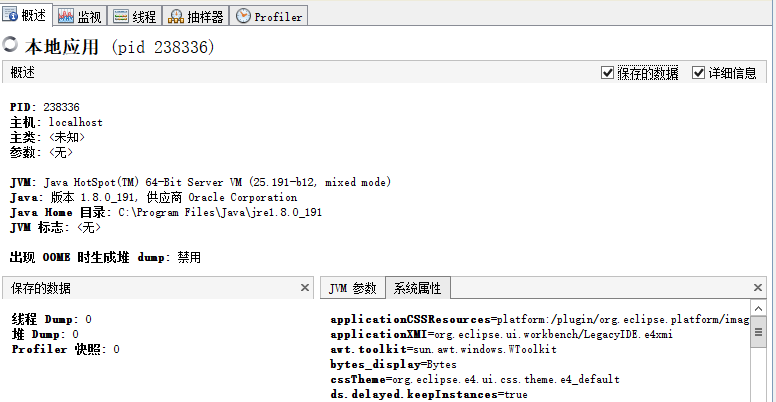 概述 监视 线程 抽样器 Profiler
本地应用 (pid 238336)
概述 保存的数据 详细信息
PID: 238336
主机: localhost
主类: <未知>
参数: <无>
JVM: Java HotSpot(TM) 64-Bit Server VM (25.191-b12, mixed mode)
Java: 版本 1.8.0_191, 供应商 Oracle Corporation
Java Home 目录: C:\Program Files\Java\jre1.8.0_191
JVM 标志: <无>
出现 OOME 时生成堆 dump: 禁用
保存的数据
线程 Dump: 0
堆 Dump: 0
Profiler 快照: 0
JVM 参数 系统属性
applicationCSSResources=platform:/plugin/org.eclipse.platform/imag
applicationXMI=org.eclipse.ui.workbench/LegacyIDE.e4xmi
awt.toolkit=sun.awt.windows.WToolkit
bytes_display=Bytes
cssTheme=org.eclipse.e4.ui.css.theme.e4_default
ds.delayed.keepInstances=true